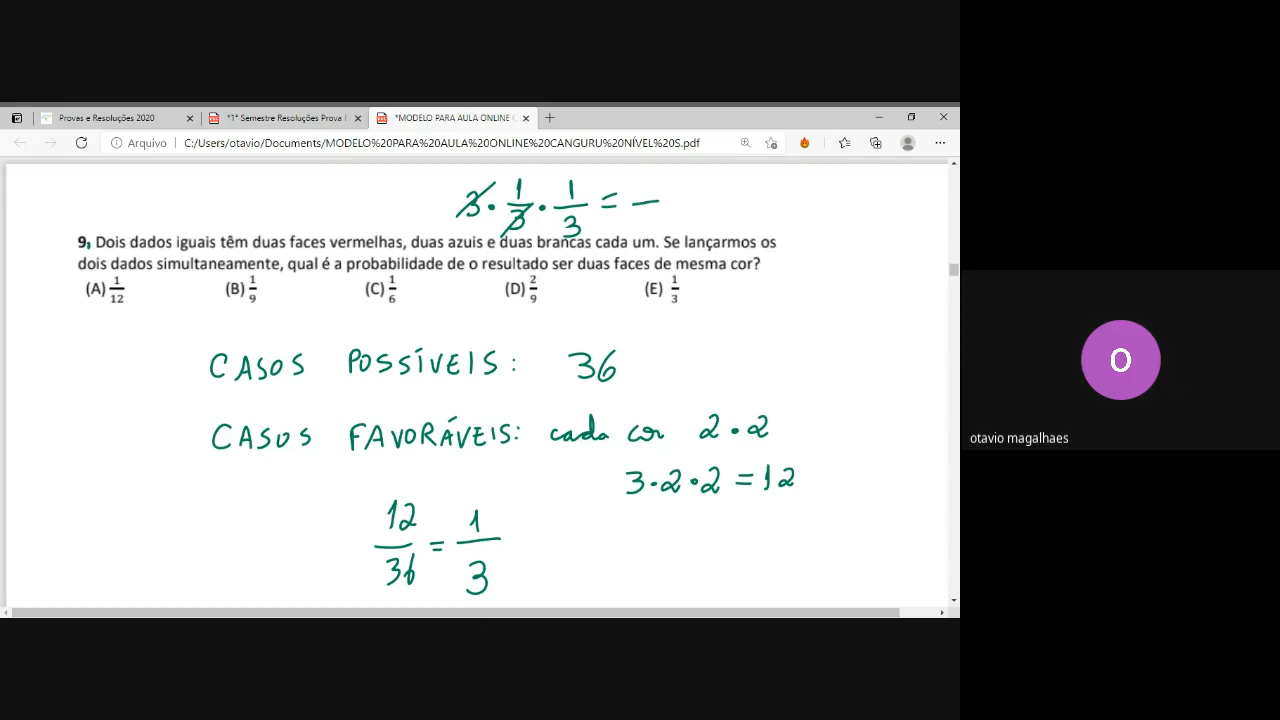 Provas e Resoluções 2020
*1° Semestre Resoluções Prova
*MODELO PARA AULA ONLINE
Arquivo
C:/Users/otavio/Documents/MODELO%20PARA%20AULA%20ONLINE%20CANGURU%20NÍVEL%20S.pdf
3 · 1/3 · 1/3 = —
9, Dois dados iguais têm duas faces vermelhas, duas azuis e duas brancas cada um. Se lançarmos os
dois dados simultaneamente, qual é a probabilidade de o resultado ser duas faces de mesma cor?
(A) 1/12 (B) 1/9 (C) 1/6 (D) 2/9 (E) 1/3
CASOS POSSÍVEIS: 36
CASOS FAVORÁVEIS: cada cor 2 · 2
3 · 2 · 2 = 12
12/36 = 1/3
O
otavio magalhaes